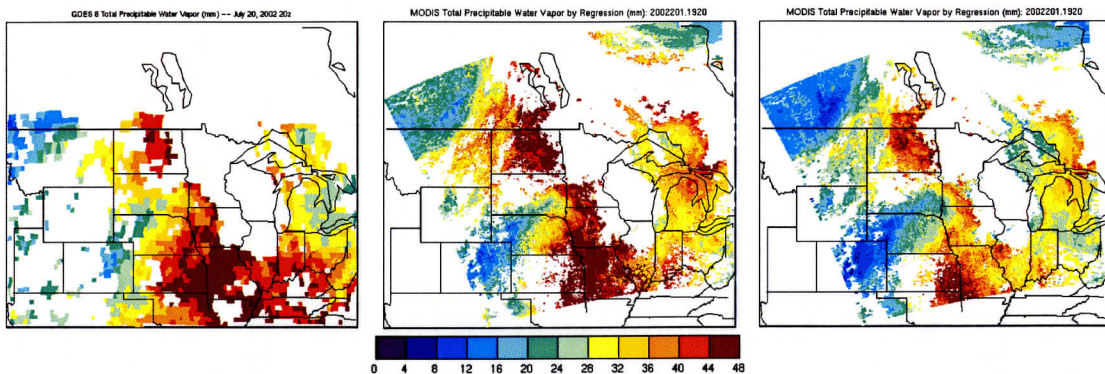 GOES 8 Total Precipitable Water Vapor (mm) -- July 20, 2002 20z
MODIS Total Precipitable Water Vapor by Regression (mm): 2002201.1920
MODIS Total Precipitable Water Vapor by Regression (mm): 2002201.1920
0 4 8 12 16 20 24 28 32 36 40 44 48